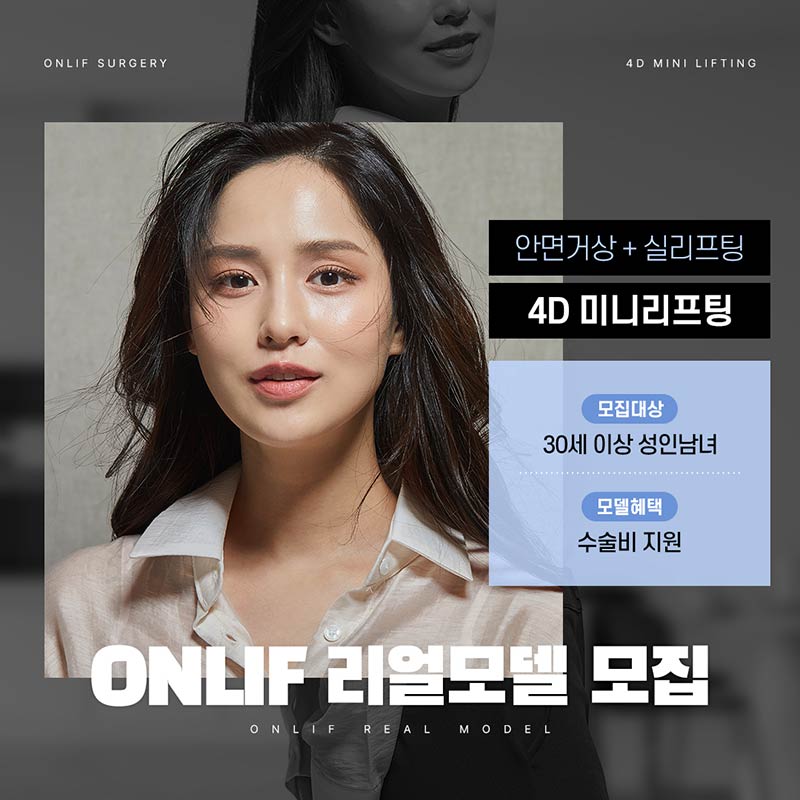 ONLIF SURGERY
4D MINI LIFTING
안면거상 + 실리프팅
4D 미니리프팅
모집대상
30세 이상 성인남녀
모델혜택
수술비 지원
ONLIF 리얼모델 모집
ONLIF REAL MODEL